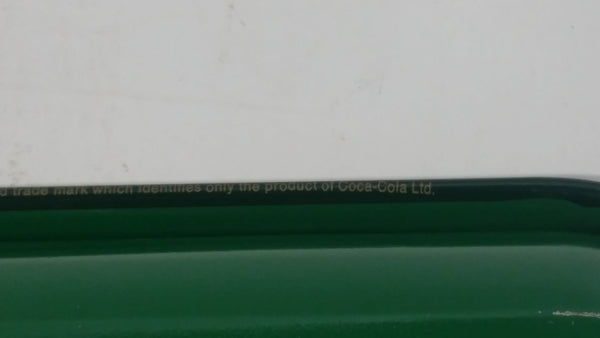 d trade mark which identifies only the product of Coca-Cola Ltd.